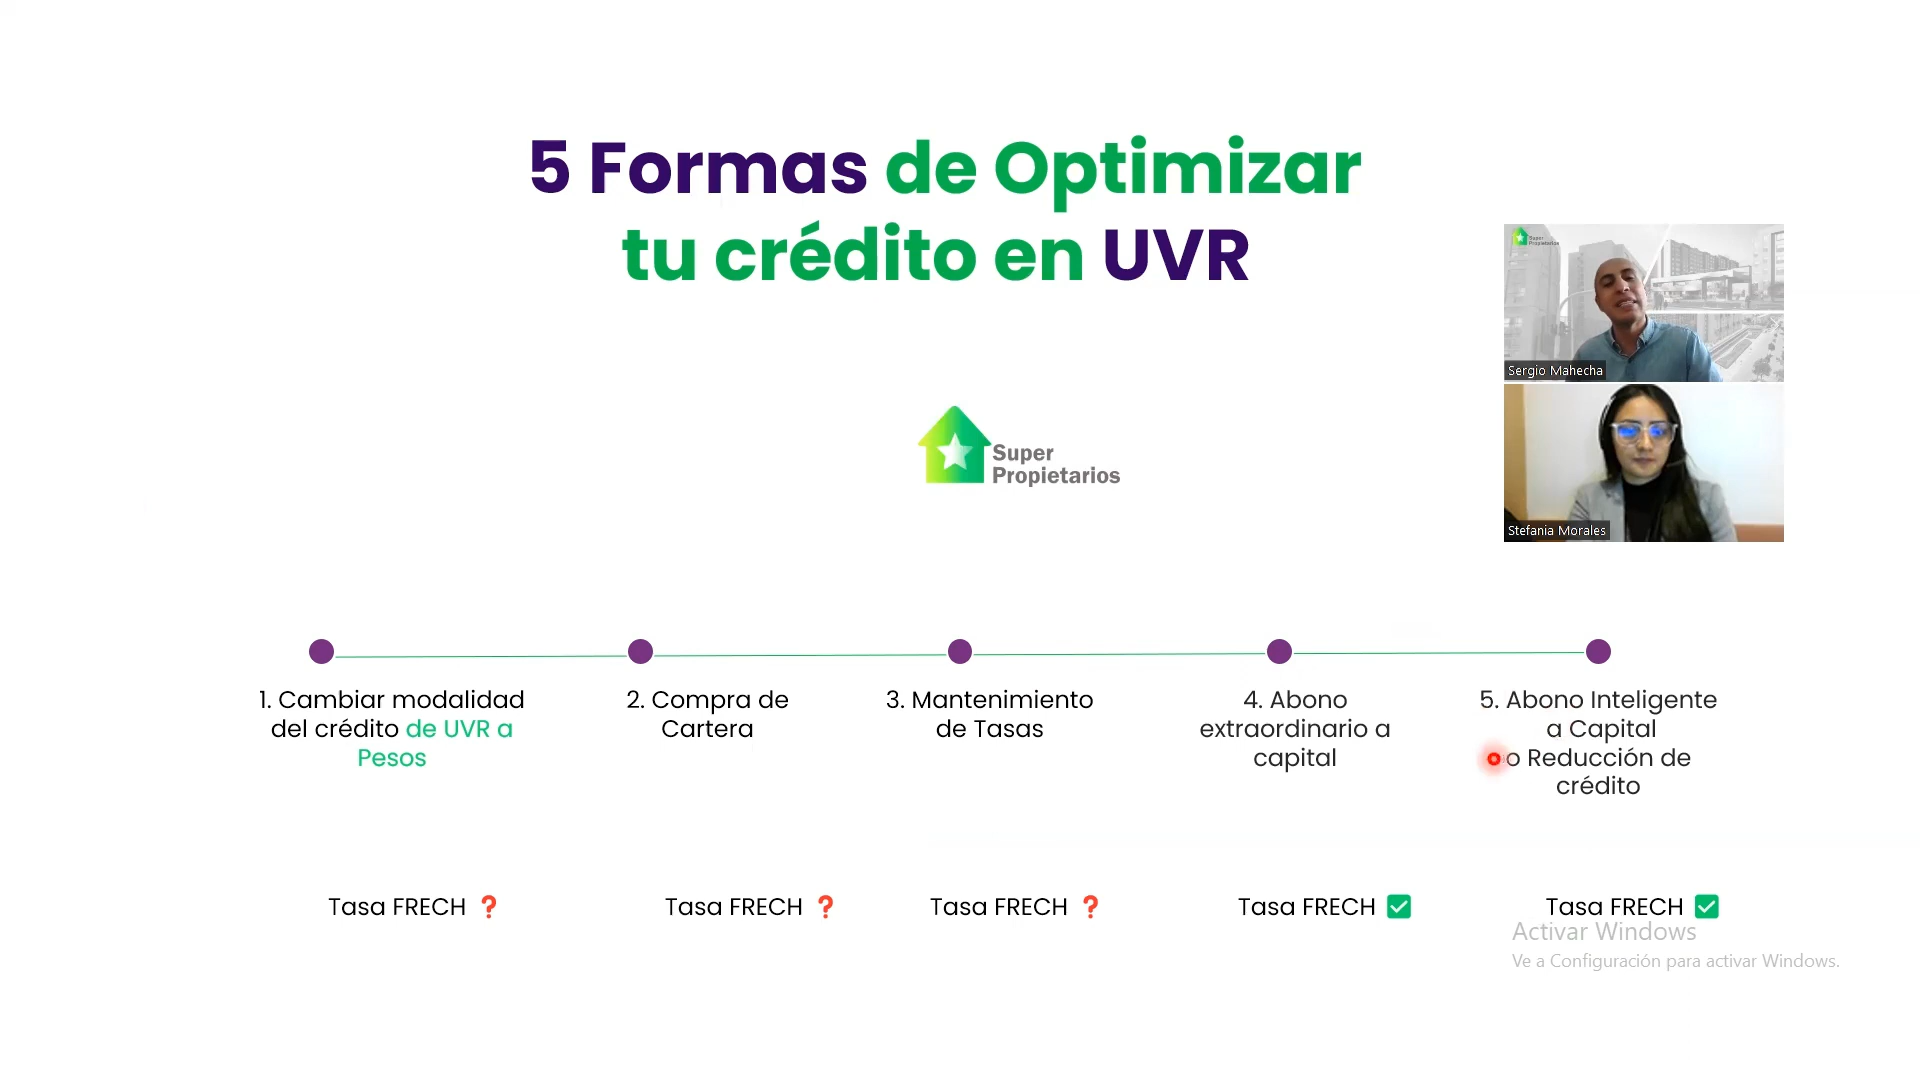 5 Formas de Optimizar
tu crédito en UVR
Super
Propietarios
Sergio Mahecha
Super
Propietarios
Stefania Morales
1. Cambiar modalidad
del crédito de UVR a
Pesos
2. Compra de
Cartera
3. Mantenimiento
de Tasas
4. Abono
extraordinario a
capital
5. Abono Inteligente
a Capital
o Reducción de
crédito
Tasa FRECH ❓
Tasa FRECH ❓
Tasa FRECH ❓
Tasa FRECH ✅
Tasa FRECH ✅
Activar Windows
Ve a Configuración para activar Windows.